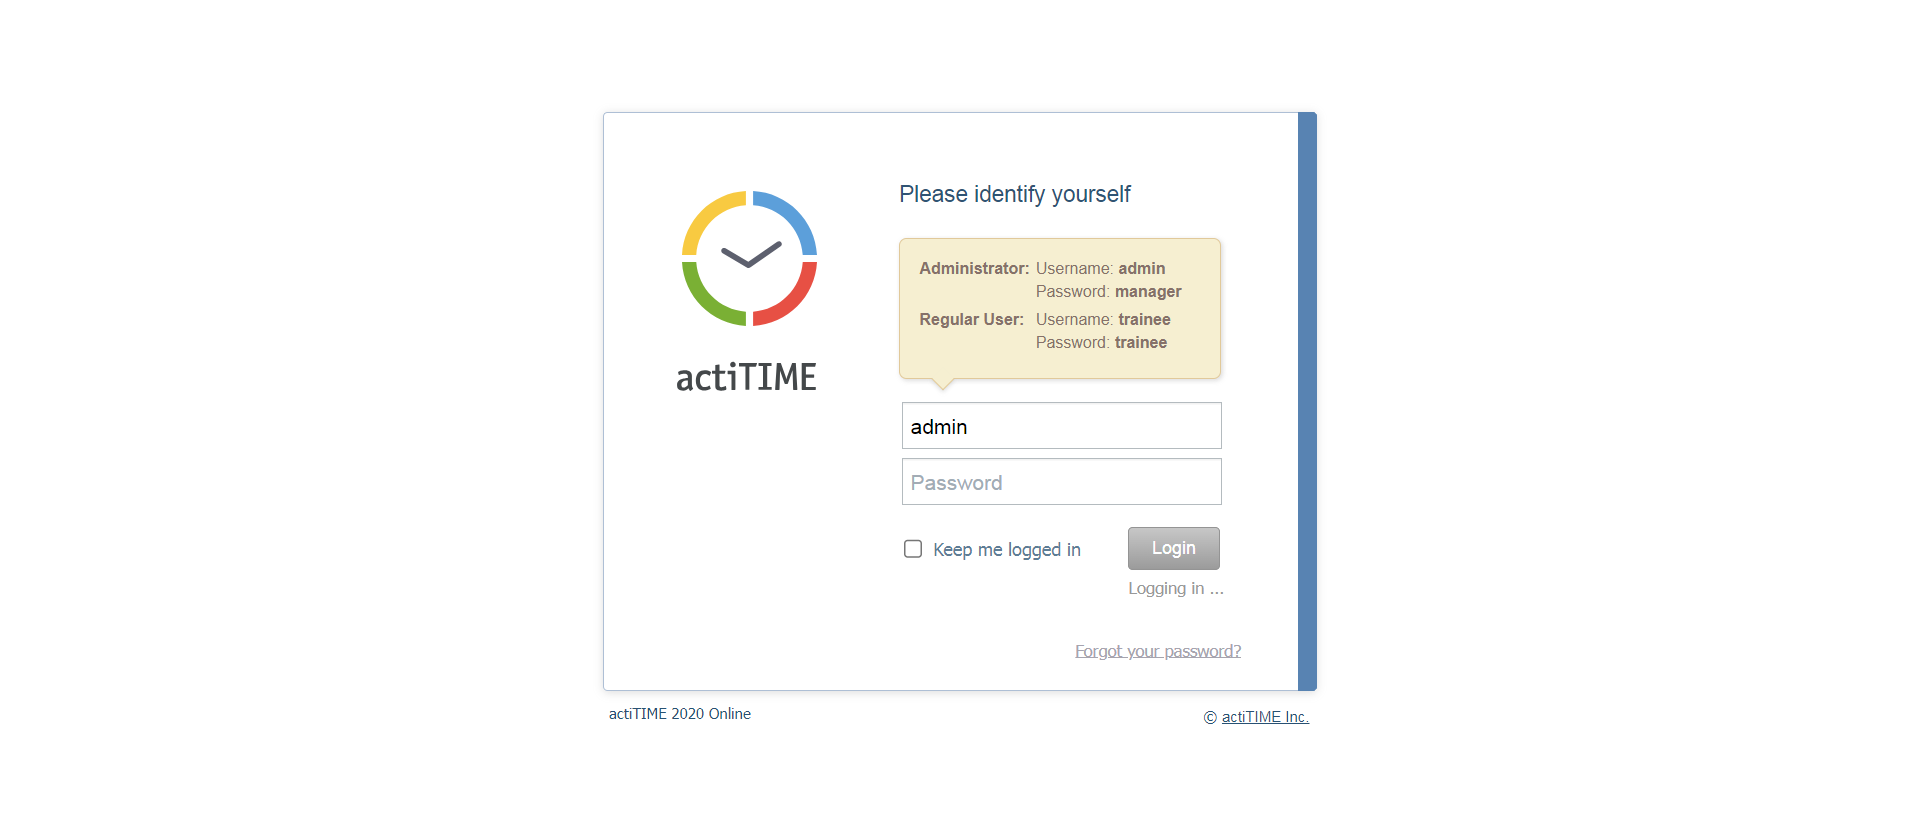 Please identify yourself
Administrator: Username: admin
Password: manager
Regular User: Username: trainee
Password: trainee
actiTIME
admin
Password
Keep me logged in
Login
Logging in ...
Forgot your password?
actiTIME 2020 Online
© actiTIME Inc.